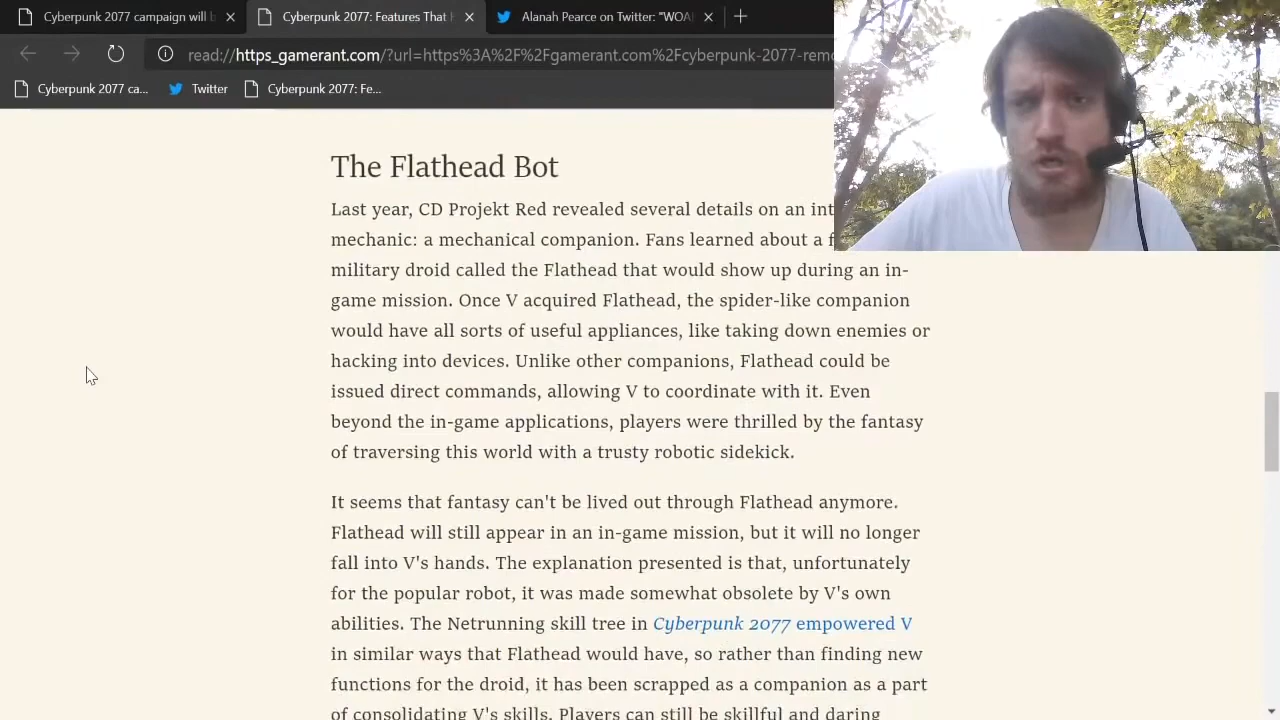 Cyberpunk 2077 campaign will b
Cyberpunk 2077: Features That
Alanah Pearce on Twitter: "WOA
read://https_gamerant.com/?url=https%3A%2F%2Fgamerant.com%2Fcyberpunk-2077-remo
Cyberpunk 2077 ca...
Twitter
Cyberpunk 2077: Fe...
The Flathead Bot
Last year, CD Projekt Red revealed several details on an int
mechanic: a mechanical companion. Fans learned about a f
military droid called the Flathead that would show up during an in-
game mission. Once V acquired Flathead, the spider-like companion
would have all sorts of useful appliances, like taking down enemies or
hacking into devices. Unlike other companions, Flathead could be
issued direct commands, allowing V to coordinate with it. Even
beyond the in-game applications, players were thrilled by the fantasy
of traversing this world with a trusty robotic sidekick.
It seems that fantasy can't be lived out through Flathead anymore.
Flathead will still appear in an in-game mission, but it will no longer
fall into V's hands. The explanation presented is that, unfortunately
for the popular robot, it was made somewhat obsolete by V's own
abilities. The Netrunning skill tree in Cyberpunk 2077 empowered V
in similar ways that Flathead would have, so rather than finding new
functions for the droid, it has been scrapped as a companion as a part
of consolidating V's skills. Players can still be skillful and daring